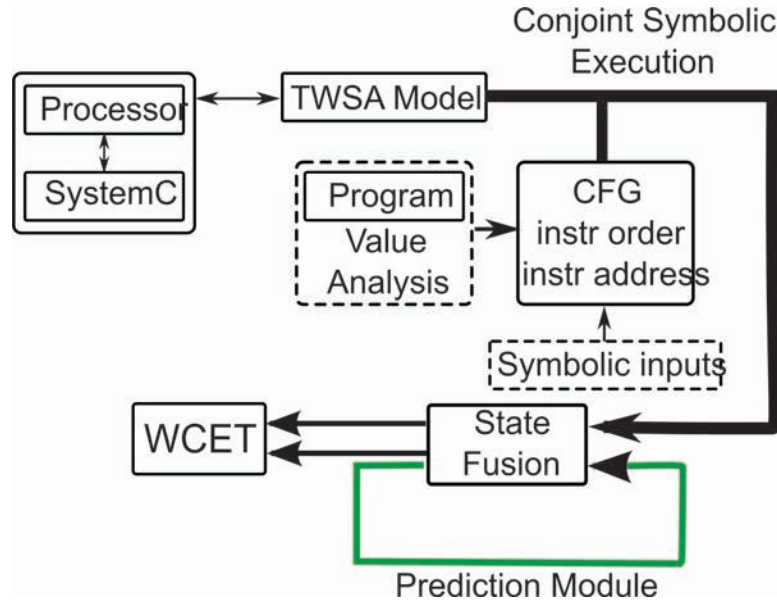 Conjoint Symbolic
Execution
Processor
SystemC
TWSA Model
Program
Value
Analysis
CFG
instr order
instr address
Symbolic inputs
WCET
State
Fusion
Prediction Module